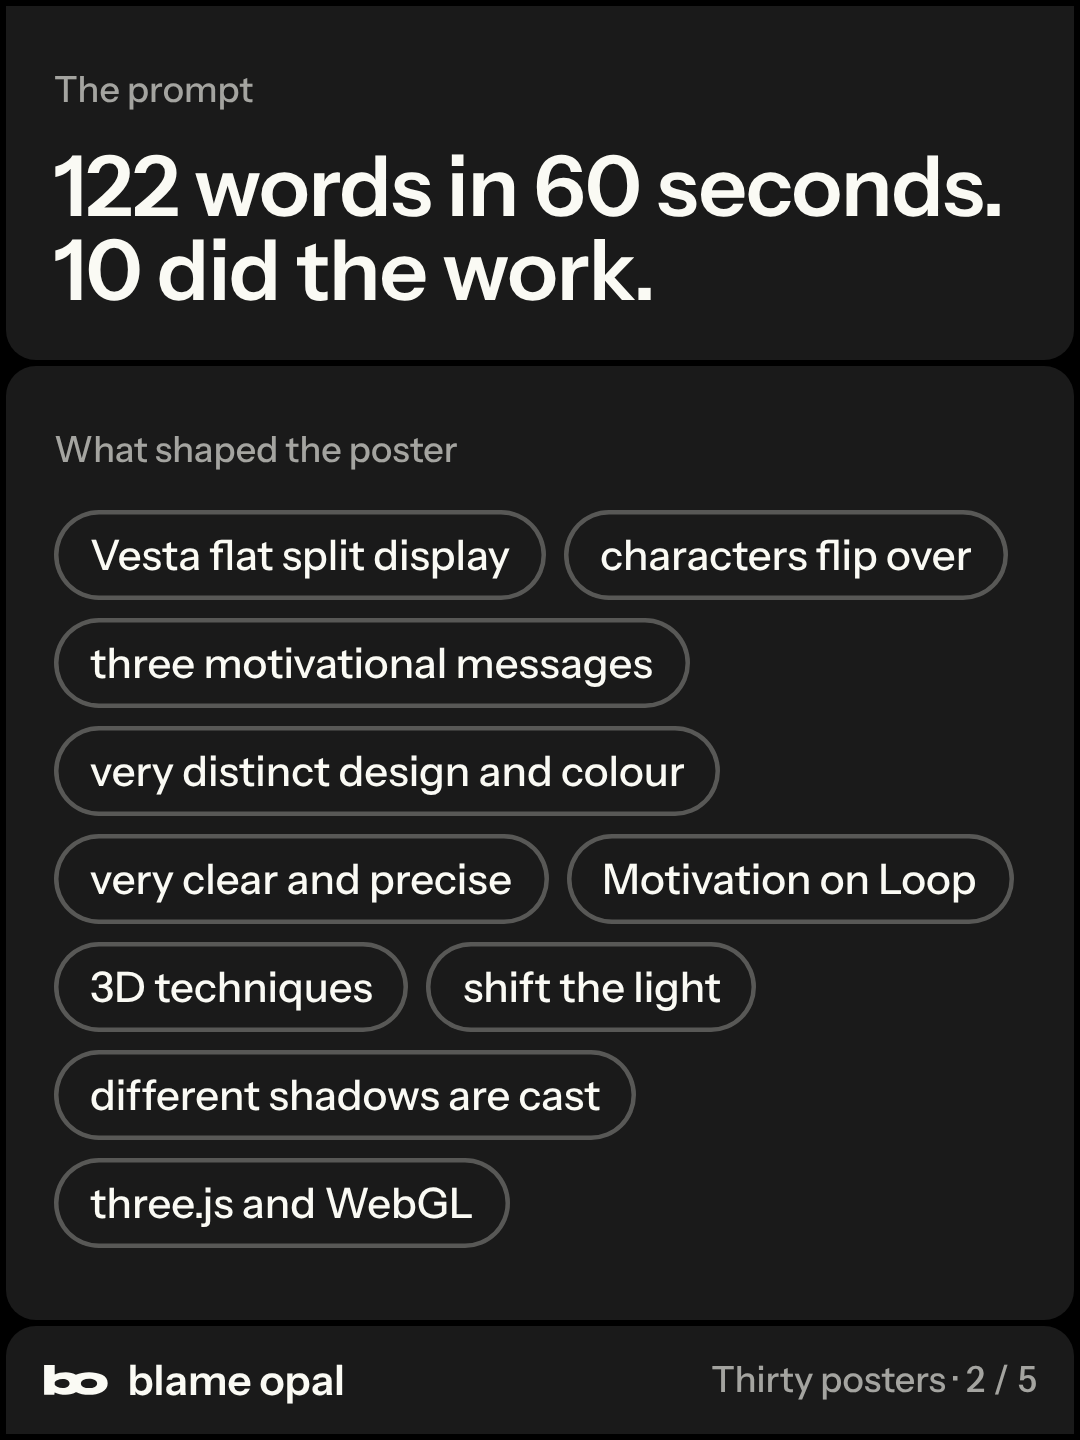 The prompt
122 words in 60 seconds.
10 did the work.
What shaped the poster
Vesta flat split display
characters flip over
three motivational messages
very distinct design and colour
very clear and precise
Motivation on Loop
3D techniques
shift the light
different shadows are cast
three.js and WebGL
bo blame opal
Thirty posters · 2 / 5